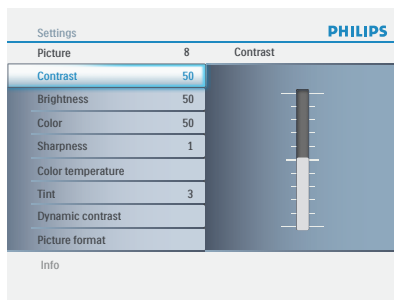 Settings
PHILIPS
Picture 8 Contrast
Contrast 50
Brightness 50
Color 50
Sharpness 1
Color temperature
Tint 3
Dynamic contrast
Picture format
Info